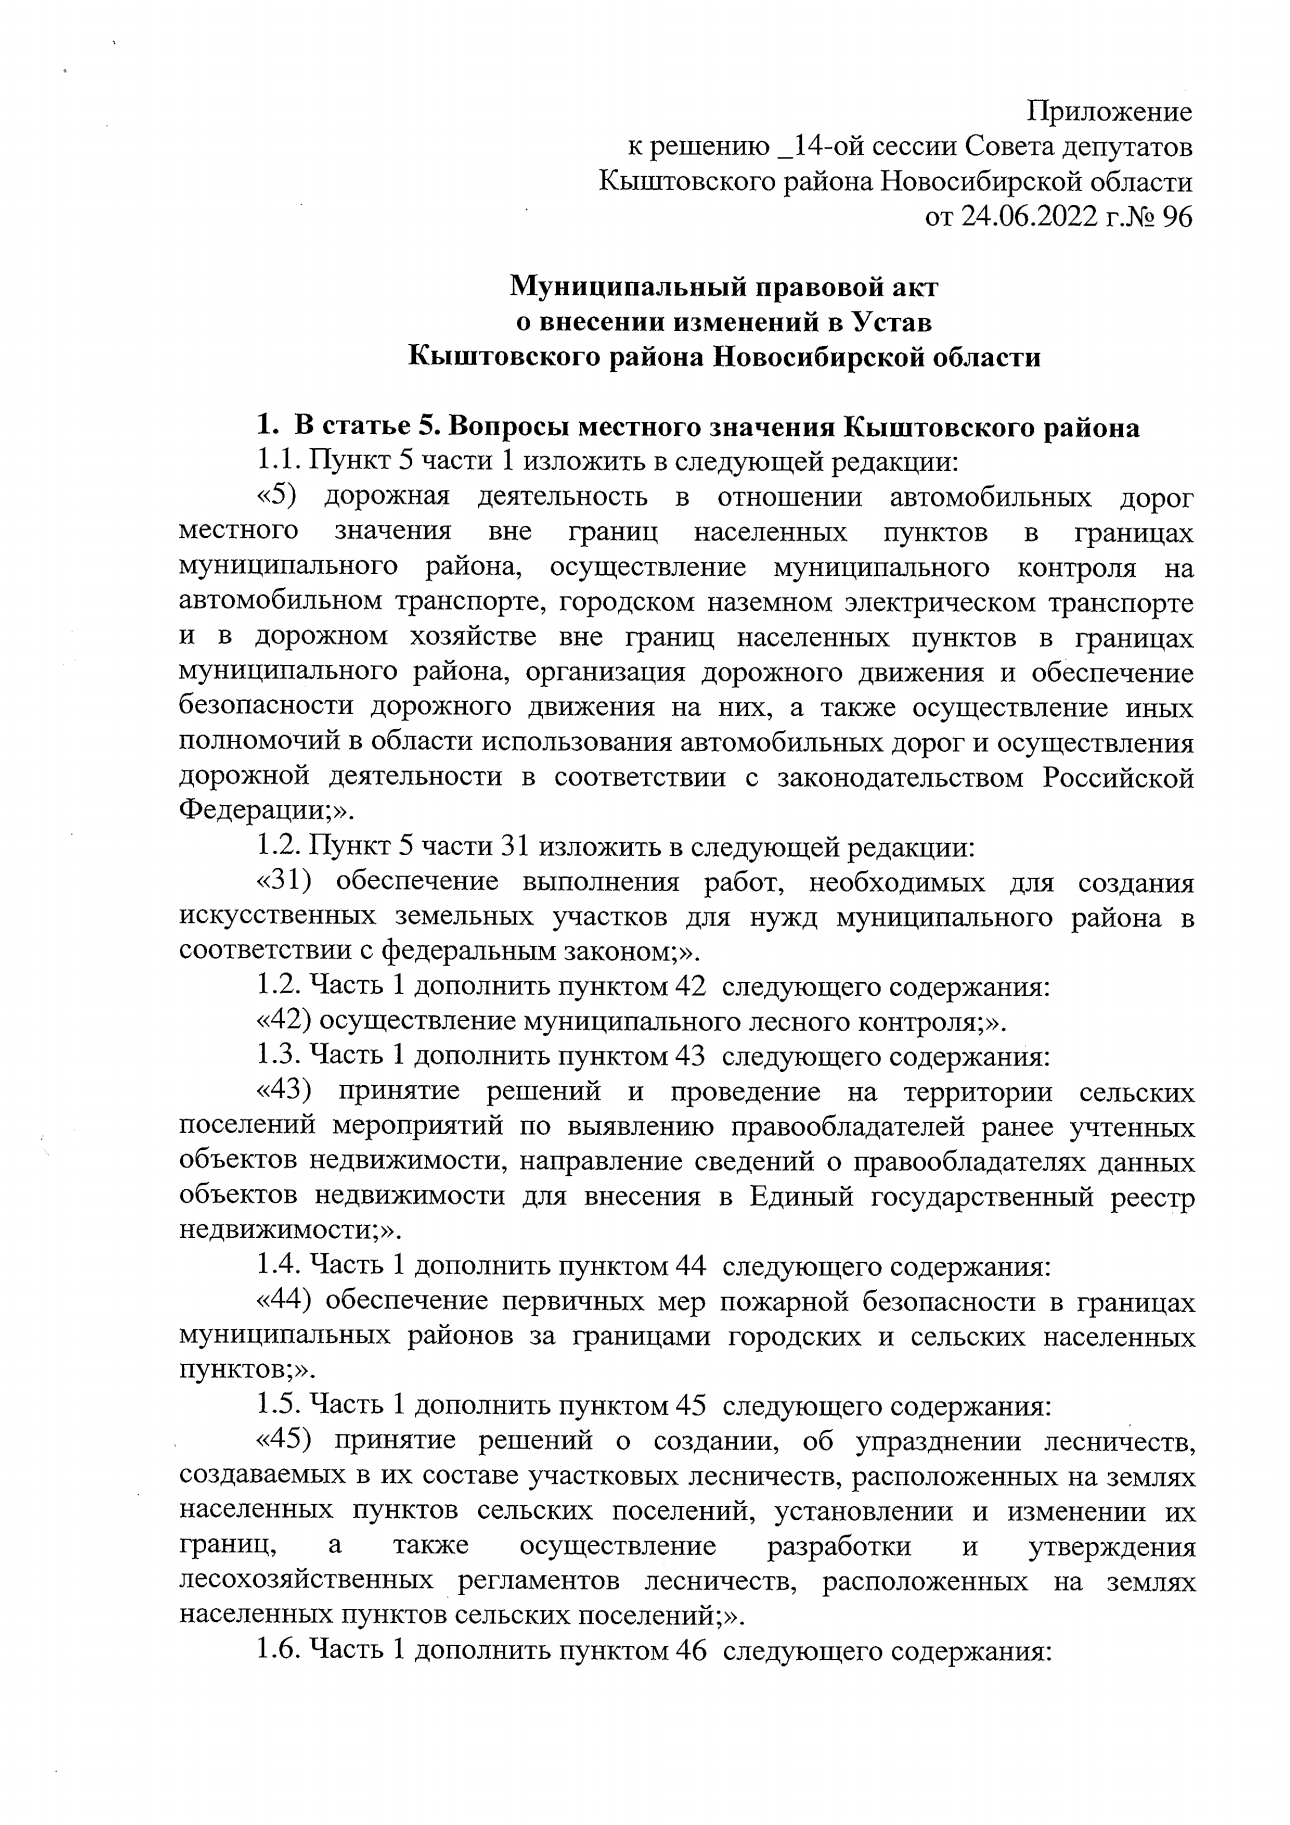 Приложение
к решению _14-ой сессии Совета депутатов
Кыштовского района Новосибирской области
от 24.06.2022 г.№ 96
Муниципальный правовой акт
о внесении изменений в Устав
Кыштовского района Новосибирской области
1. В статье 5. Вопросы местного значения Кыштовского района
1.1. Пункт 5 части 1 изложить в следующей редакции:
«5) дорожная деятельность в отношении автомобильных дорог
местного значения вне границ населенных пунктов в границах
муниципального района, осуществление муниципального контроля на
автомобильном транспорте, городском наземном электрическом транспорте
и в дорожном хозяйстве вне границ населенных пунктов в границах
муниципального района, организация дорожного движения и обеспечение
безопасности дорожного движения на них, а также осуществление иных
полномочий в области использования автомобильных дорог и осуществления
дорожной деятельности в соответствии с законодательством Российской
Федерации;».
1.2. Пункт 5 части 31 изложить в следующей редакции:
«31) обеспечение выполнения работ, необходимых для создания
искусственных земельных участков для нужд муниципального района в
соответствии с федеральным законом;».
1.2. Часть 1 дополнить пунктом 42 следующего содержания:
«42) осуществление муниципального лесного контроля;».
1.3. Часть 1 дополнить пунктом 43 следующего содержания:
«43) принятие решений и проведение на территории сельских
поселений мероприятий по выявлению правообладателей ранее учтенных
объектов недвижимости, направление сведений о правообладателях данных
объектов недвижимости для внесения в Единый государственный реестр
недвижимости;».
1.4. Часть 1 дополнить пунктом 44 следующего содержания:
«44) обеспечение первичных мер пожарной безопасности в границах
муниципальных районов за границами городских и сельских населенных
пунктов;».
1.5. Часть 1 дополнить пунктом 45 следующего содержания:
«45) принятие решений о создании, об упразднении лесничеств,
создаваемых в их составе участковых лесничеств, расположенных на землях
населенных пунктов сельских поселений, установлении и изменении их
границ, а также осуществление разработки и утверждения
лесохозяйственных регламентов лесничеств, расположенных на землях
населенных пунктов сельских поселений;».
1.6. Часть 1 дополнить пунктом 46 следующего содержания: